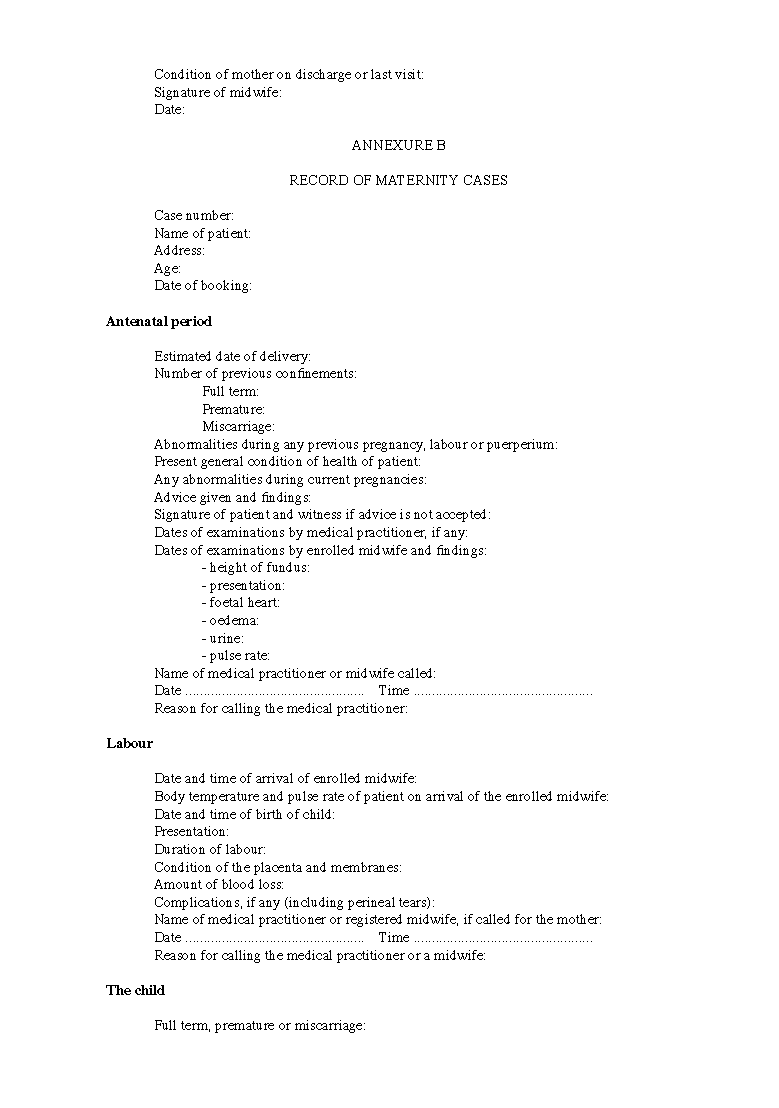 Condition of mother on discharge or last visit:
Signature of midwife:
Date:
ANNEXURE B
RECORD OF MATERNITY CASES
Case number:
Name of patient:
Address:
Age:
Date of booking:
Antenatal period
Estimated date of delivery:
Number of previous confinements:
Full term:
Premature:
Miscarriage:
Abnormalities during any previous pregnancy, labour or puerperium:
Present general condition of health of patient:
Any abnormalities during current pregnancies:
Advice given and findings:
Signature of patient and witness if advice is not accepted:
Dates of examinations by medical practitioner, if any:
Dates of examinations by enrolled midwife and findings:
- height of fundus:
- presentation:
- foetal heart:
- oedema:
- urine:
- pulse rate:
Name of medical practitioner or midwife called:
Date ................................................. Time .................................................
Reason for calling the medical practitioner:
Labour
Date and time of arrival of enrolled midwife:
Body temperature and pulse rate of patient on arrival of the enrolled midwife:
Date and time of birth of child:
Presentation:
Duration of labour:
Condition of the placenta and membranes:
Amount of blood loss:
Complications, if any (including perineal tears):
Name of medical practitioner or registered midwife, if called for the mother:
Date ................................................. Time .................................................
Reason for calling the medical practitioner or a midwife:
The child
Full term, premature or miscarriage: